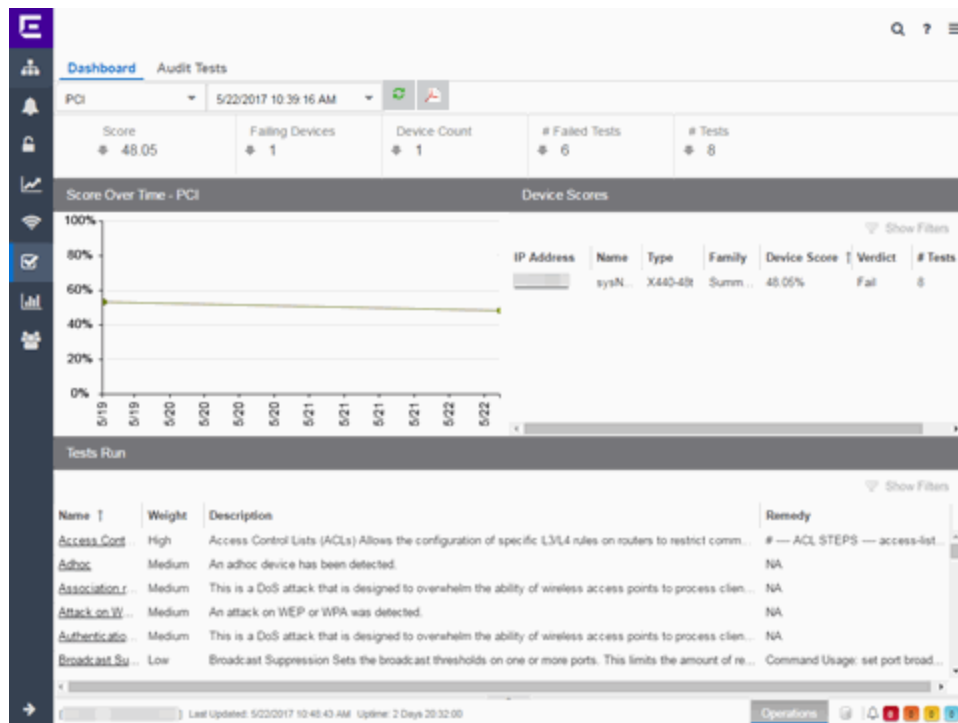 Dashboard Audit Tests
PCI 5/22/2017 10:39:16 AM
Score Failing Devices Device Count # Failed Tests # Tests
48.05 1 1 6 8
Score Over Time - PCI
Device Scores
100%
80%
60%
40%
20%
0%
5/19 5/19 5/20 5/20 5/20 5/20 5/21 5/21 5/21 5/21 5/22 5/22
Show Filters
IP Address Name Type Family Device Score Verdict # Tests
sysN... X440-48t Summ... 48.05% Fail 8
Tests Run
Show Filters
Name Weight Description Remedy
Access Cont... High Access Control Lists (ACLs) Allows the configuration of specific L3/L4 rules on routers to restrict comm... # --- ACL STEPS --- access-list...
Adhoc Medium An adhoc device has been detected. NA
Association r... Medium This is a DoS attack that is designed to overwhelm the ability of wireless access points to process clien... NA
Attack on W... Medium An attack on WEP or WPA was detected. NA
Authenticatio... Medium This is a DoS attack that is designed to overwhelm the ability of wireless access points to process clien... NA
Broadcast Su... Low Broadcast Suppression Sets the broadcast thresholds on one or more ports. This limits the amount of re... Command Usage: set port broad...
Last Updated: 5/22/2017 10:48:43 AM Uptime: 2 Days 20:32:00 Operations